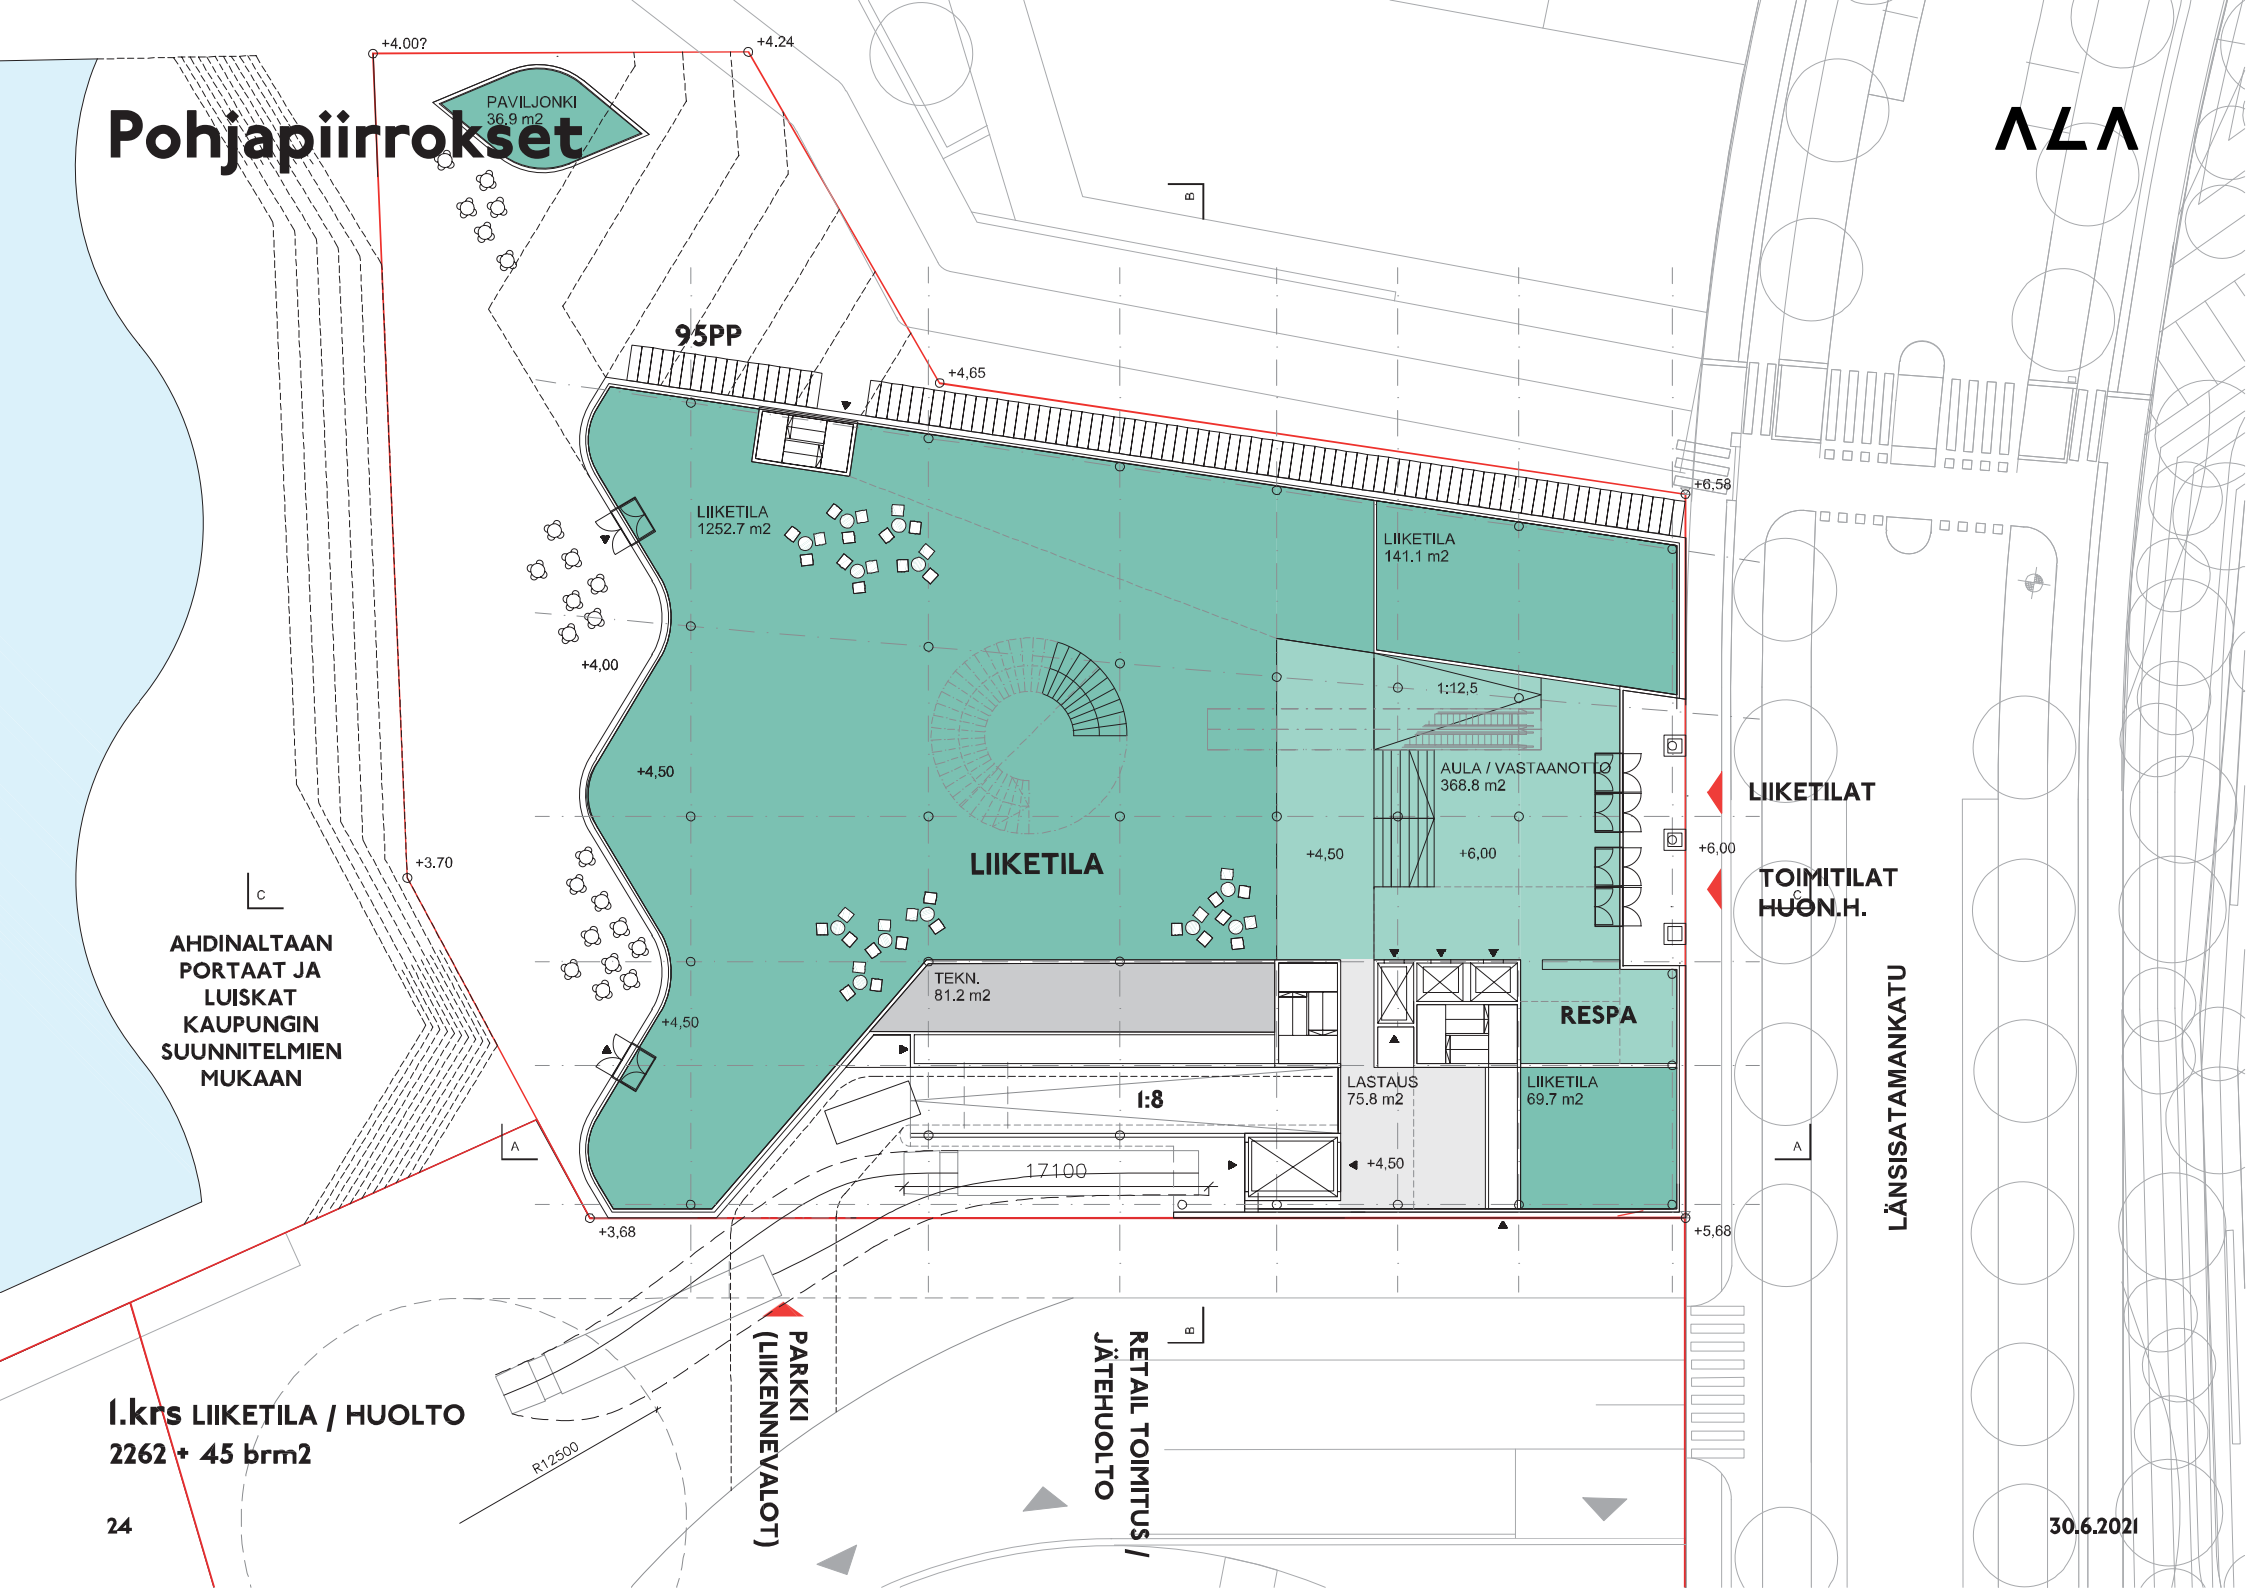 +4.00?
+4.24
PAVILJONKI
36.9 m2
Pohjapiirrokset
ALA
B
95PP
+4,65
+6,58
LIIKETILA
1252.7 m2
LIIKETILA
141.1 m2
+4,00
1:12,5
+4,50
AULA / VASTAANOTTO
368.8 m2
LIIKETILAT
+3.70
LIIKETILA
+4,50
+6,00
+6,00
TOIMITILAT
HUON.H.
C
C
AHDINALTAAN
PORTAAT JA
LUISKAT
KAUPUNGIN
SUUNNITELMIEN
MUKAAN
TEKN.
81.2 m2
+4,50
RESPA
LÄNSISATAMANKATU
1:8
LASTAUS
75.8 m2
LIIKETILA
69.7 m2
A
A
17100
+4,50
+3,68
+5,68
B
PARKKI
(LIIKENNEVALOT)
RETAIL TOIMITUS /
JÄTEHUOLTO
1.krs LIIKETILA / HUOLTO
2262 + 45 brm2
R12500
24
30.6.2021